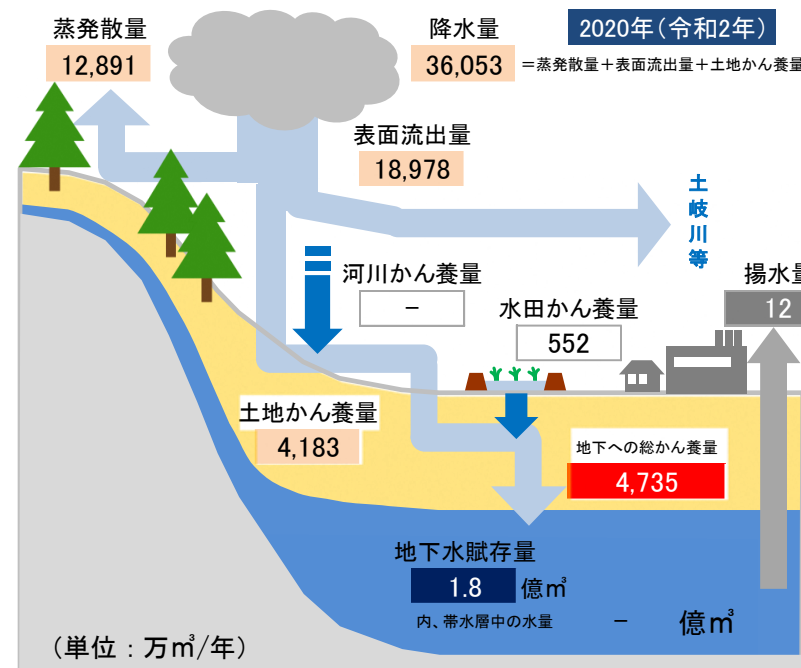 蒸発散量
12,891
降水量
36,053
2020年(令和2年)
=蒸発散量+表面流出量+土地かん養量
表面流出量
18,978
土岐川等
河川かん養量
-
水田かん養量
552
揚水量
12
土地かん養量
4,183
地下への総かん養量
4,735
地下水賦存量
1.8 億㎥
内、帯水層中の水量 - 億㎥
(単位:万㎥/年)